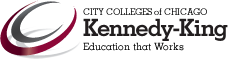 CITY COLLEGES of CHICAGO
Kennedy-King
Education that Works